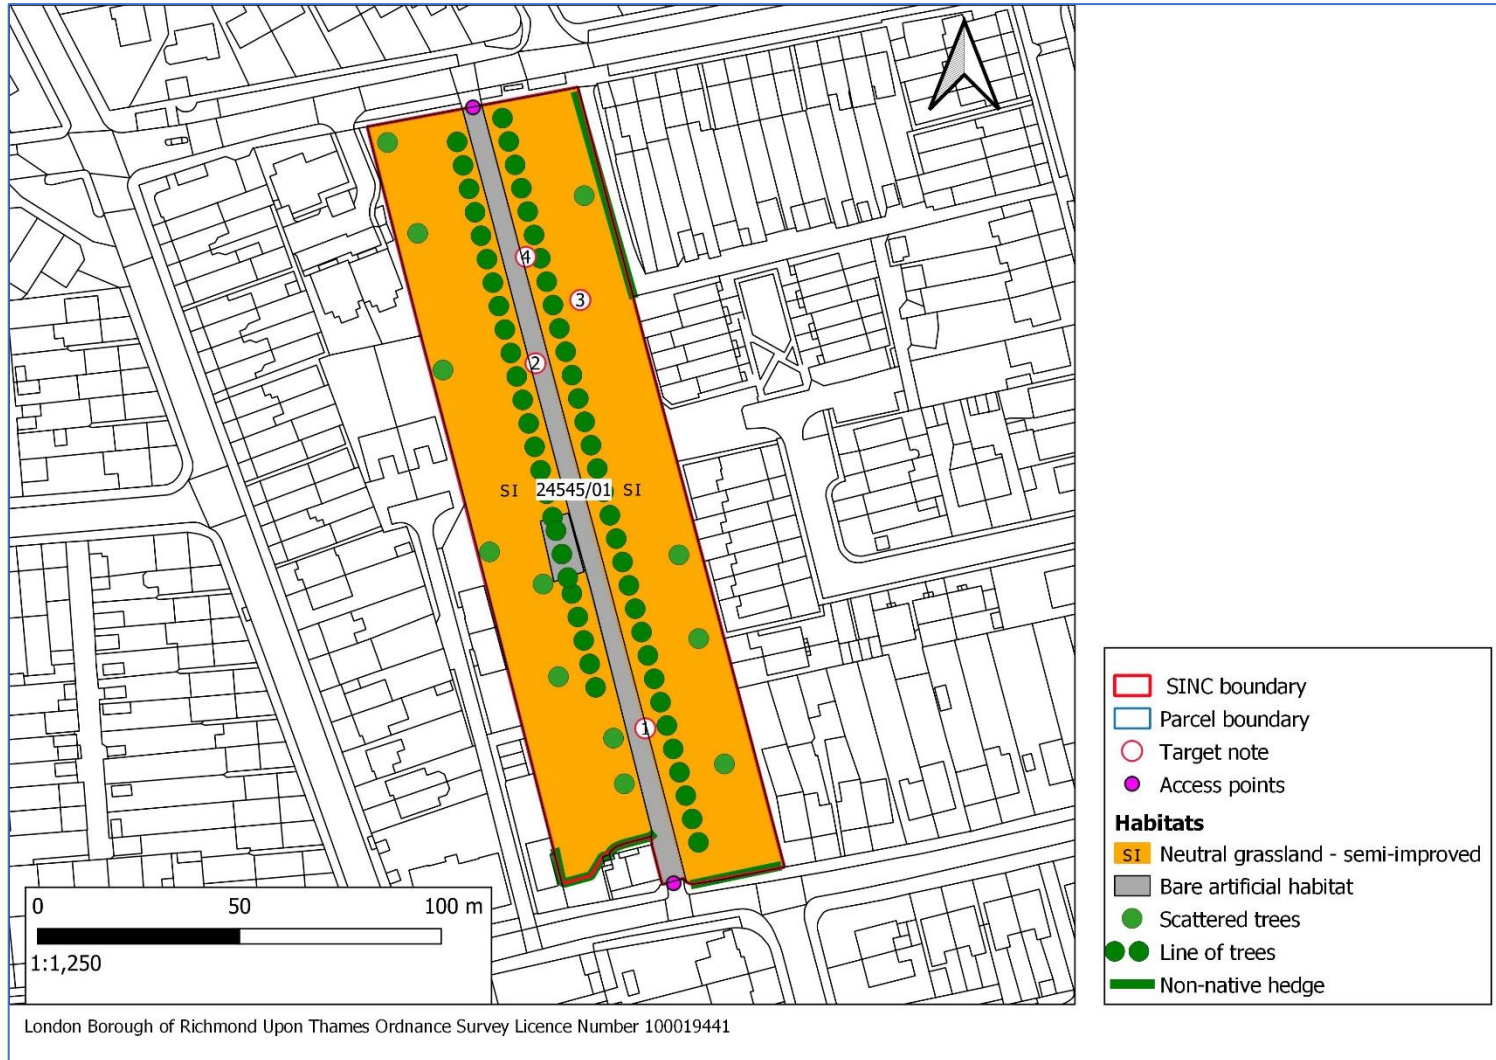 4
3
2
SI 24545/01 SI
1
SINC boundary
Parcel boundary
Target note
Access points
Habitats
SI Neutral grassland - semi-improved
Bare artificial habitat
Scattered trees
Line of trees
Non-native hedge
0 50 100 m
1:1,250
London Borough of Richmond Upon Thames Ordnance Survey Licence Number 100019441